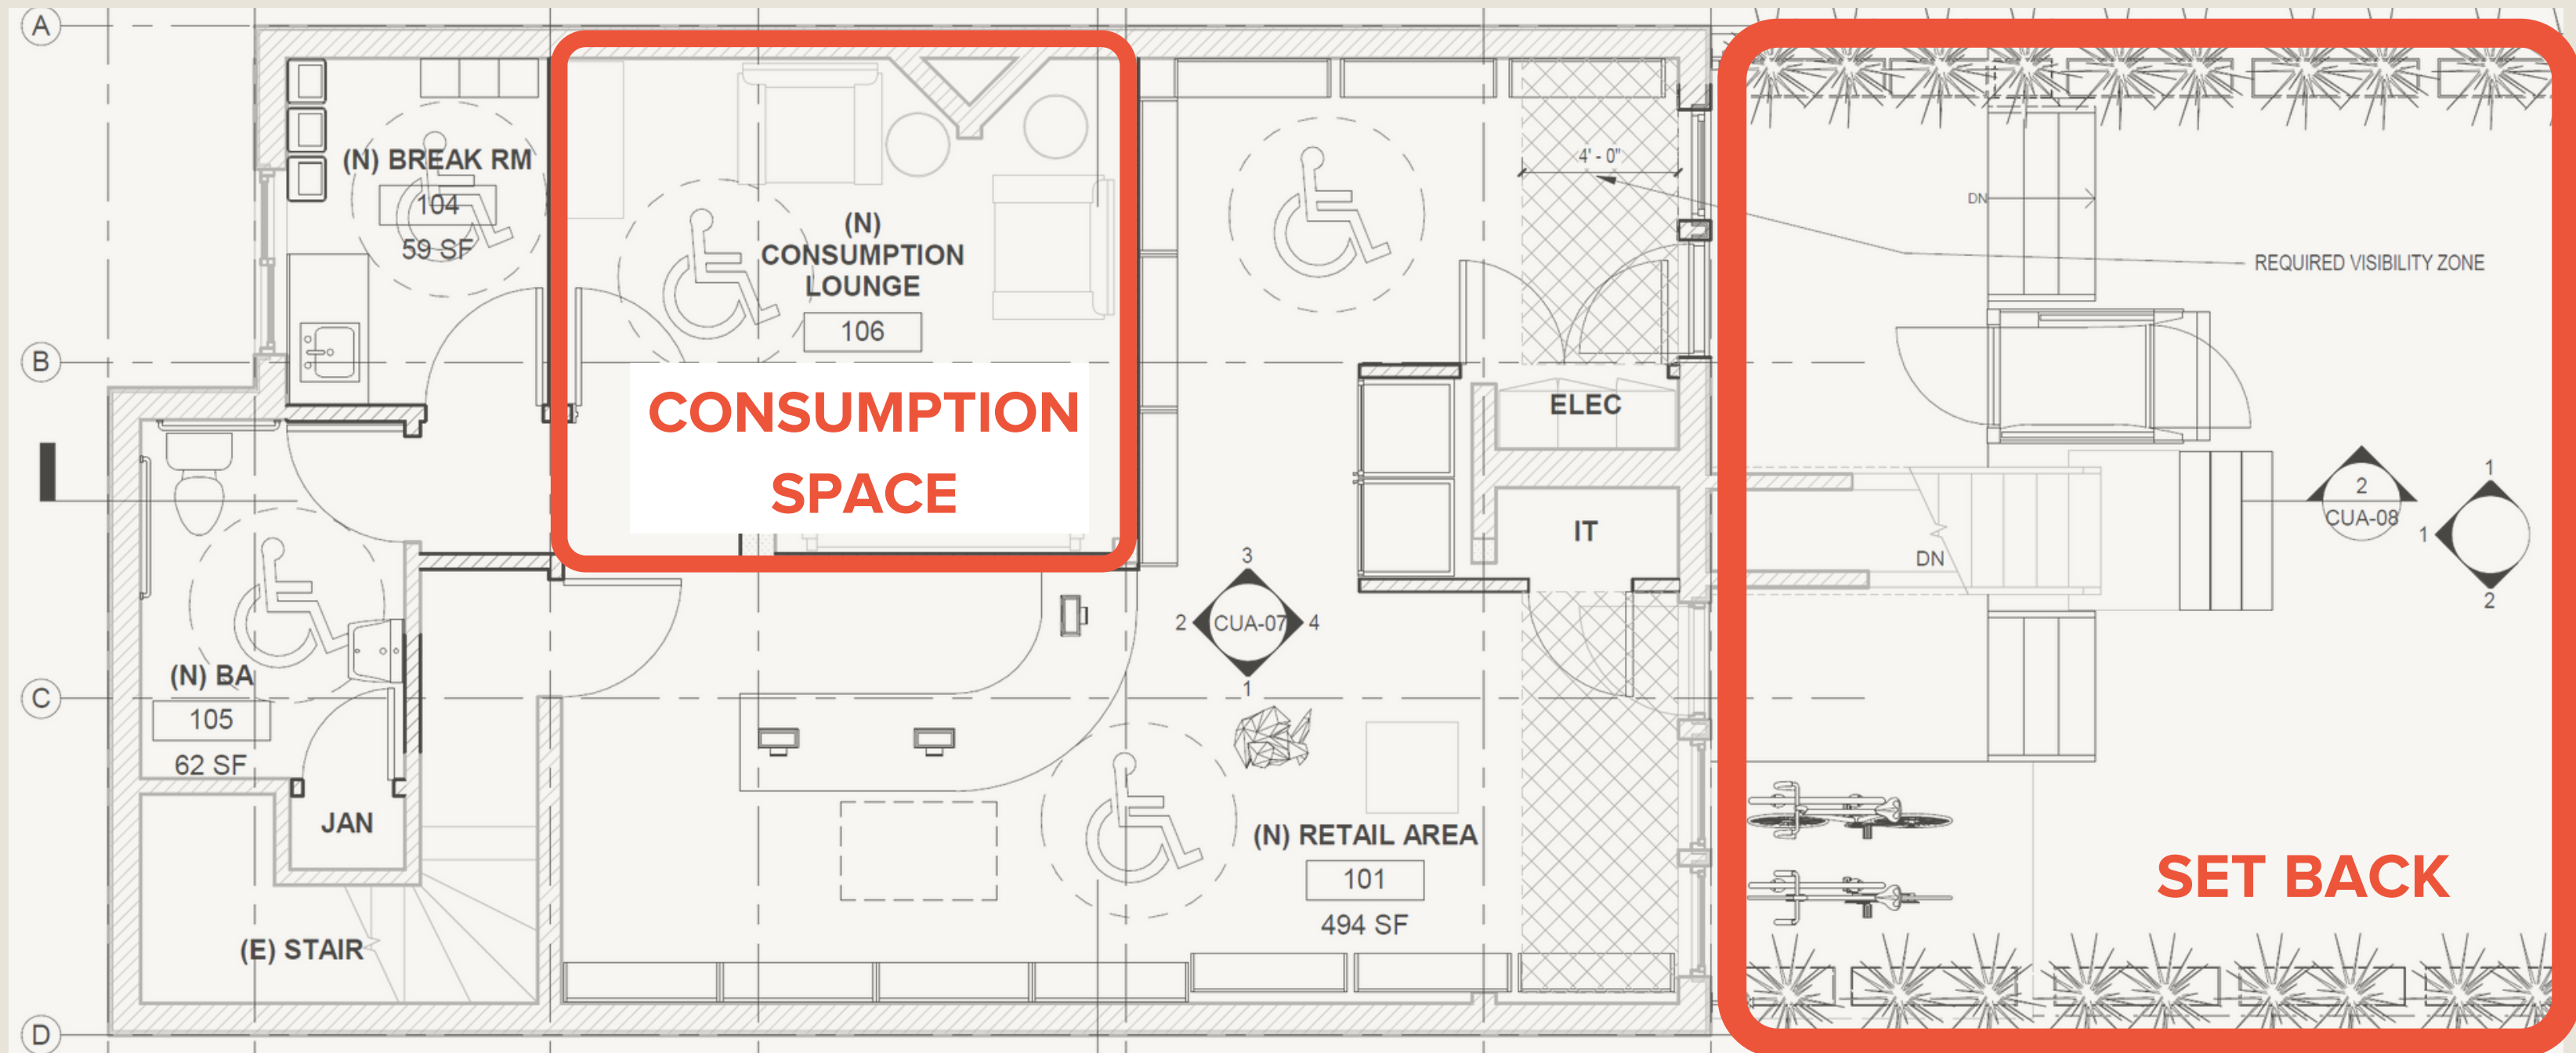 A
(N) BREAK RM
104
59 SF
(N)
CONSUMPTION
LOUNGE
106
CONSUMPTION
SPACE
4' - 0"
DN
REQUIRED VISIBILITY ZONE
B
ELEC
IT
DN
2
CUA-08
1
1
2
3
2
CUA-07
4
1
(N) BA
105
62 SF
C
JAN
(E) STAIR
(N) RETAIL AREA
101
494 SF
SET BACK
D